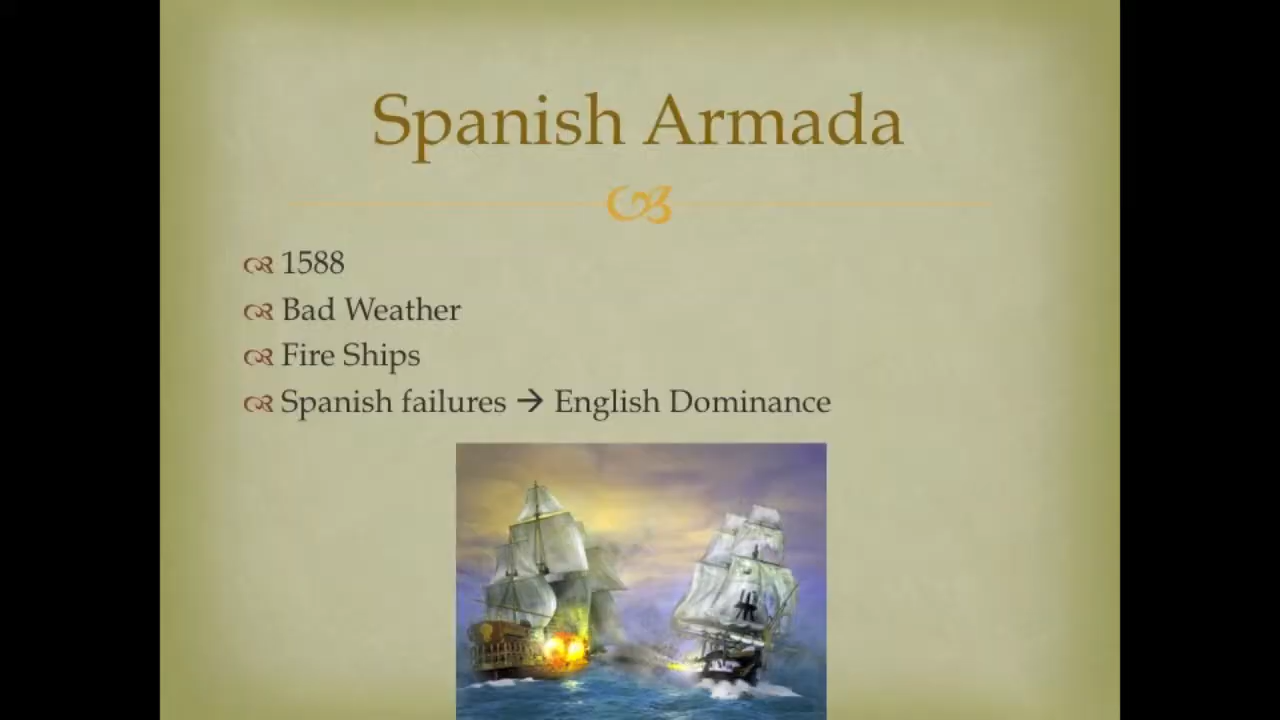 Spanish Armada
1588
Bad Weather
Fire Ships
Spanish failures → English Dominance